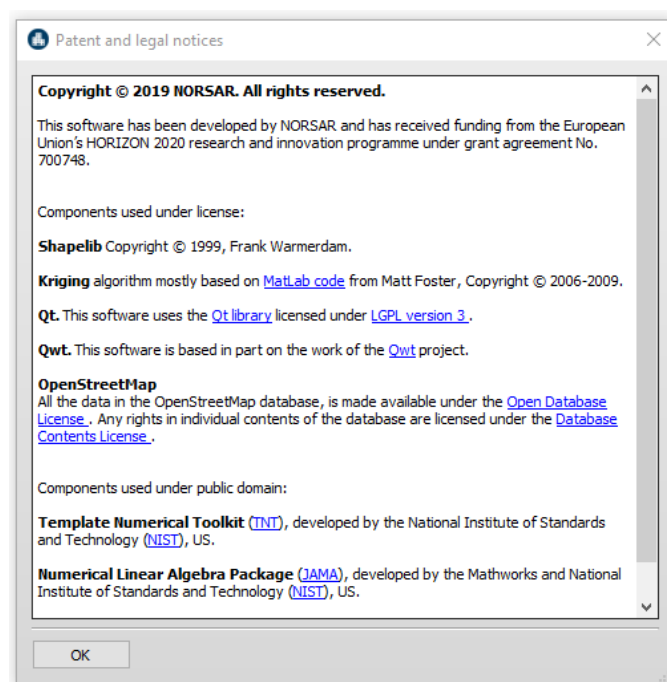 Patent and legal notices
Copyright © 2019 NORSAR. All rights reserved.
This software has been developed by NORSAR and has received funding from the European
Union's HORIZON 2020 research and innovation programme under grant agreement No.
700748.
Components used under license:
Shapelib Copyright © 1999, Frank Warmerdam.
Kriging algorithm mostly based on MatLab code from Matt Foster, Copyright © 2006-2009.
Qt. This software uses the Qt library licensed under LGPL version 3 .
Qwt. This software is based in part on the work of the Qwt project.
OpenStreetMap
All the data in the OpenStreetMap database, is made available under the Open Database
License . Any rights in individual contents of the database are licensed under the Database
Contents License .
Components used under public domain:
Template Numerical Toolkit (TNT), developed by the National Institute of Standards
and Technology (NIST), US.
Numerical Linear Algebra Package (JAMA), developed by the Mathworks and National
Institute of Standards and Technology (NIST), US.
OK